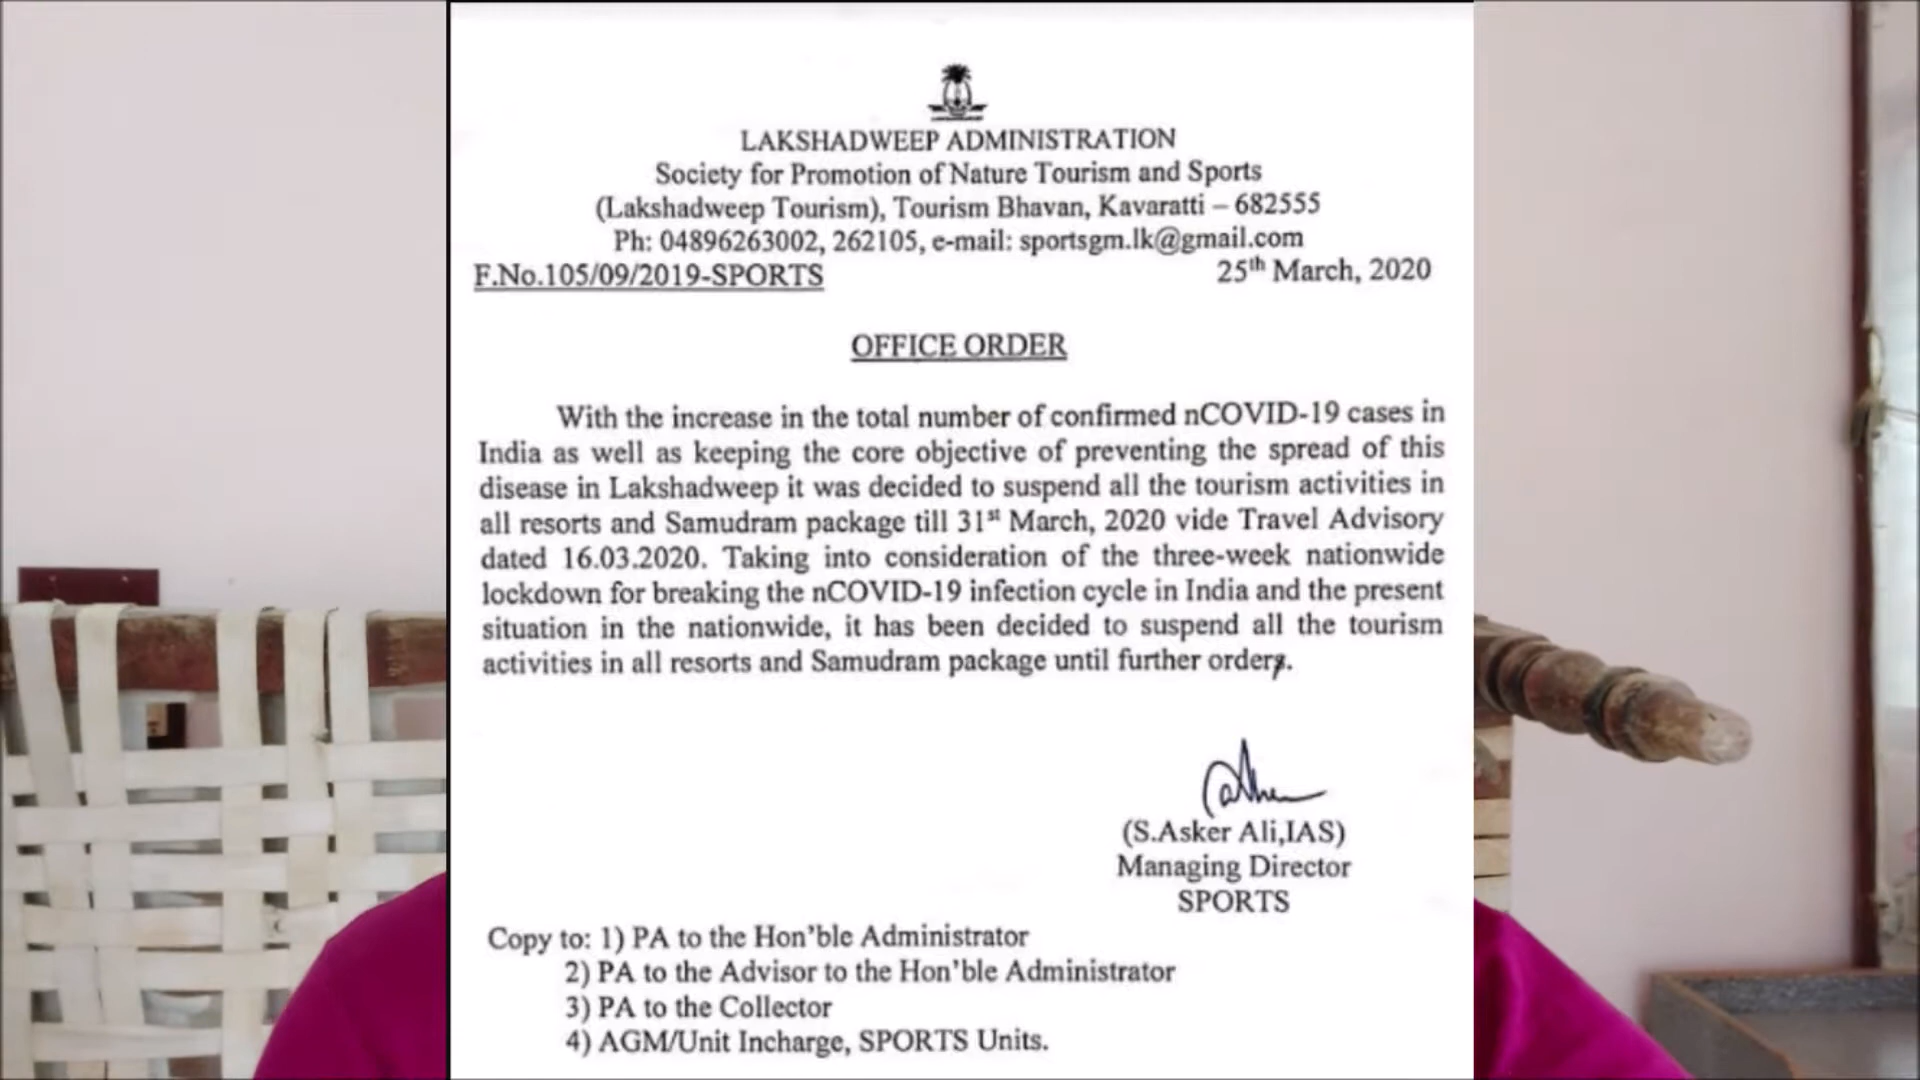 LAKSHADWEEP ADMINISTRATION
Society for Promotion of Nature Tourism and Sports
(Lakshadweep Tourism), Tourism Bhavan, Kavaratti – 682555
Ph: 04896263002, 262105, e-mail: sportsgm.lk@gmail.com
F.No.105/09/2019-SPORTS 25th March, 2020
OFFICE ORDER
With the increase in the total number of confirmed nCOVID-19 cases in
India as well as keeping the core objective of preventing the spread of this
disease in Lakshadweep it was decided to suspend all the tourism activities in
all resorts and Samudram package till 31st March, 2020 vide Travel Advisory
dated 16.03.2020. Taking into consideration of the three-week nationwide
lockdown for breaking the nCOVID-19 infection cycle in India and the present
situation in the nationwide, it has been decided to suspend all the tourism
activities in all resorts and Samudram package until further orders.
(S.Asker Ali,IAS)
Managing Director
SPORTS
Copy to: 1) PA to the Hon'ble Administrator
2) PA to the Advisor to the Hon'ble Administrator
3) PA to the Collector
4) AGM/Unit Incharge, SPORTS Units.